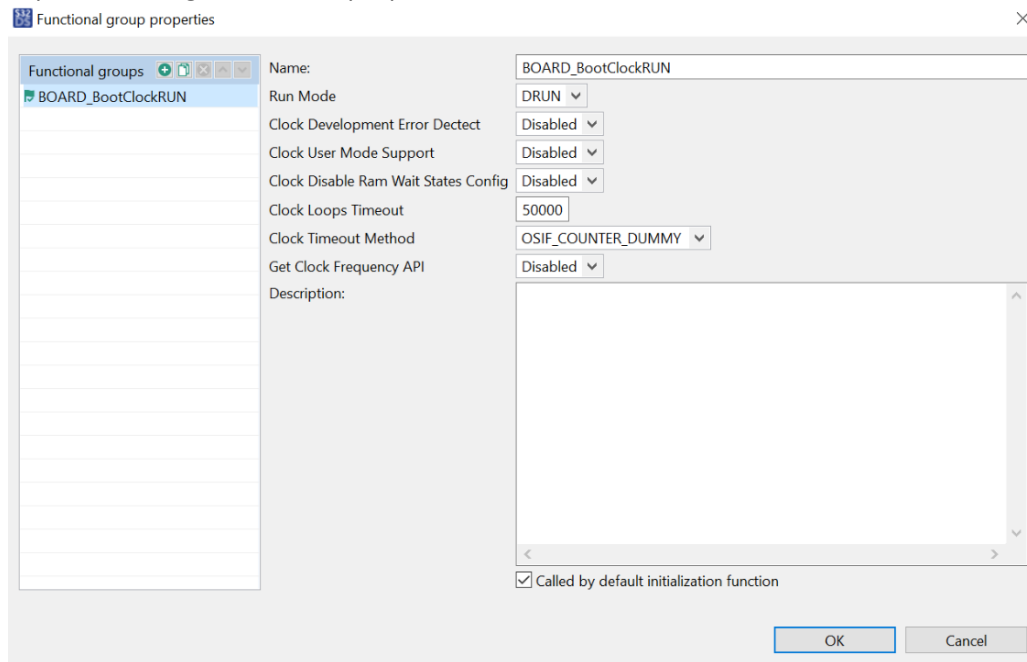 Functional group properties
Functional groups
BOARD_BootClockRUN
Name: BOARD_BootClockRUN
Run Mode DRUN
Clock Development Error Dectect Disabled
Clock User Mode Support Disabled
Clock Disable Ram Wait States Config Disabled
Clock Loops Timeout 50000
Clock Timeout Method OSIF_COUNTER_DUMMY
Get Clock Frequency API Disabled
Description:
Called by default initialization function
OK Cancel